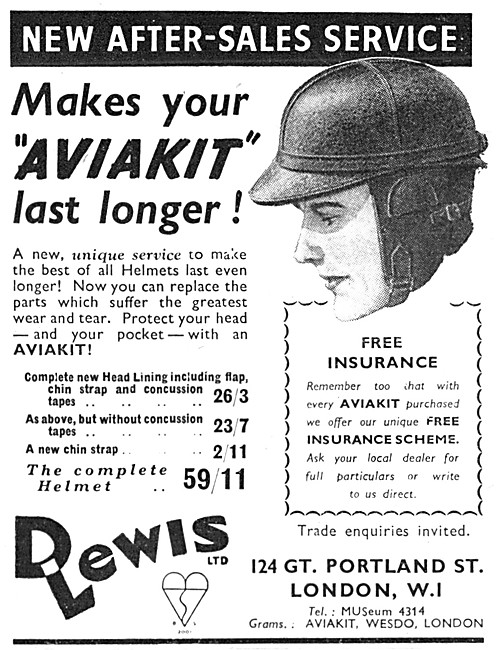 NEW AFTER-SALES SERVICE
Makes your
"AVIAKIT"
last longer!
A new, unique service to make
the best of all Helmets last even
longer! Now you can replace the
parts which suffer the greatest
wear and tear. Protect your head
—and your pocket—with an
AVIAKIT!
Complete new Head Lining including flap,
chin strap and concussion
tapes .. .. .. .. 26/3
As above, but without concussion
tapes .. .. .. .. 23/7
A new chin strap .. .. .. 2/11
The complete
Helmet .. 59/11
FREE
INSURANCE
Remember too that with
every AVIAKIT purchased
we offer our unique FREE
INSURANCE SCHEME.
Ask your local dealer for
full particulars or write
to us direct.
Trade enquiries invited.
D Lewis LTD
124 GT. PORTLAND ST.
LONDON, W.I
Tel. : MUSeum 4314
Grams. : AVIAKIT, WESDO, LONDON